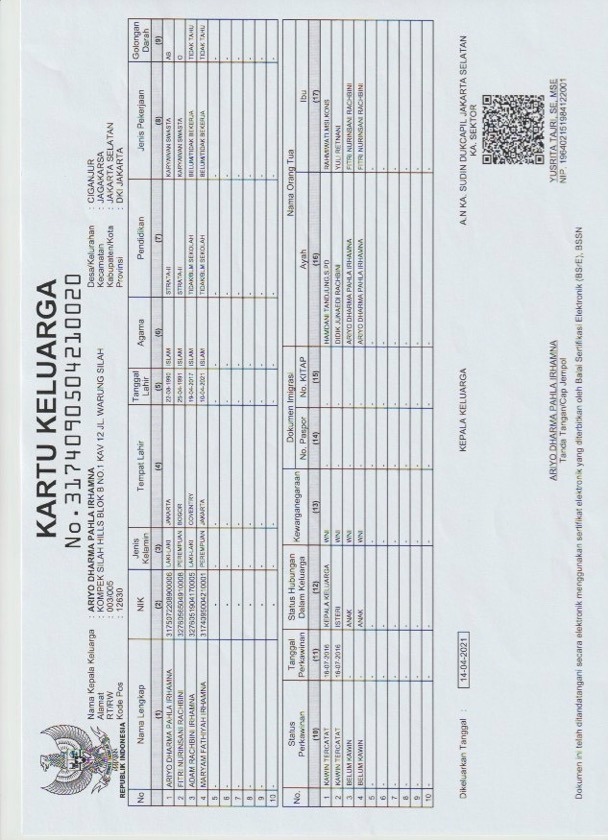 KARTU KELUARGA
No. 3174090504210020
REPUBLIK INDONESIA
Nama Kepala Keluarga : ARIYO DHARMA PAHLA IRHAMNA
Alamat : KOMPEK SILAH HILLS BLOK B NO.1 KAV 12 JL. WARUNG SILAH
RT/RW : 003/005
Kode Pos : 12630
Desa/Kelurahan : CIGANJUR
Kecamatan : JAGAKARSA
Kabupaten/Kota : JAKARTA SELATAN
Provinsi : DKI JAKARTA
No Nama Lengkap NIK Jenis Kelamin Tempat Lahir Tanggal Lahir Agama Pendidikan Jenis Pekerjaan Golongan Darah
(1) (2) (3) (4) (5) (6) (7) (8) (9)
1 ARIYO DHARMA PAHLA IRHAMNA 3175072208900006 LAKI-LAKI JAKARTA 22-08-1990 ISLAM STRATA-II KARYAWAN SWASTA AB
2 FITRI NURINSANI RACHBINI 3276056504910008 PEREMPUAN BOGOR 25-04-1991 ISLAM STRATA-II KARYAWAN SWASTA O
3 ADAM RACHBINI IRHAMNA 3276051904170005 LAKI-LAKI COVENTRY 19-04-2017 ISLAM TIDAK/BLM SEKOLAH BELUM/TIDAK BEKERJA TIDAK TAHU
4 MARYAM FATHIYAH IRHAMNA 3174095004210001 PEREMPUAN JAKARTA 10-04-2021 ISLAM TIDAK/BLM SEKOLAH BELUM/TIDAK BEKERJA TIDAK TAHU
5 - - - - - - - - -
6 - - - - - - - - -
7 - - - - - - - - -
8 - - - - - - - - -
9 - - - - - - - - -
10 - - - - - - - - -
No. Status Perkawinan Tanggal Perkawinan Status Hubungan Dalam Keluarga Kewarganegaraan Dokumen Imigrasi No. Paspor No. KITAP Nama Orang Tua Ayah Ibu
(10) (11) (12) (13) (14) (15) (16) (17)
1 KAWIN TERCATAT 16-07-2016 KEPALA KELUARGA WNI - - HAMDANI TANDJUNG,S.PD RAHMIWATI,MSI,KONS
2 KAWIN TERCATAT 16-07-2016 ISTERI WNI - - DIDIK JUNAEDI RACHBINI YULI RETNANI
3 BELUM KAWIN - ANAK WNI - - ARIYO DHARMA PAHLA IRHAMNA FITRI NURINSANI RACHBINI
4 BELUM KAWIN - ANAK WNI - - ARIYO DHARMA PAHLA IRHAMNA FITRI NURINSANI RACHBINI
5 - - - - - - - -
6 - - - - - - - -
7 - - - - - - - -
8 - - - - - - - -
9 - - - - - - - -
10 - - - - - - - -
Dikeluarkan Tanggal : 14-04-2021
KEPALA KELUARGA
ARIYO DHARMA PAHLA IRHAMNA
Tanda Tangan/Cap Jempol
A.N KA. SUDIN DUKCAPIL JAKARTA SELATAN
KA. SEKTOR
YUSRITA TAJRI, SE, MSE
NIP. 196402151984122001
Dokumen ini telah ditandatangani secara elektronik menggunakan sertifikat elektronik yang diterbitkan oleh Balai Sertifikasi Elektronik (BSrE), BSSN